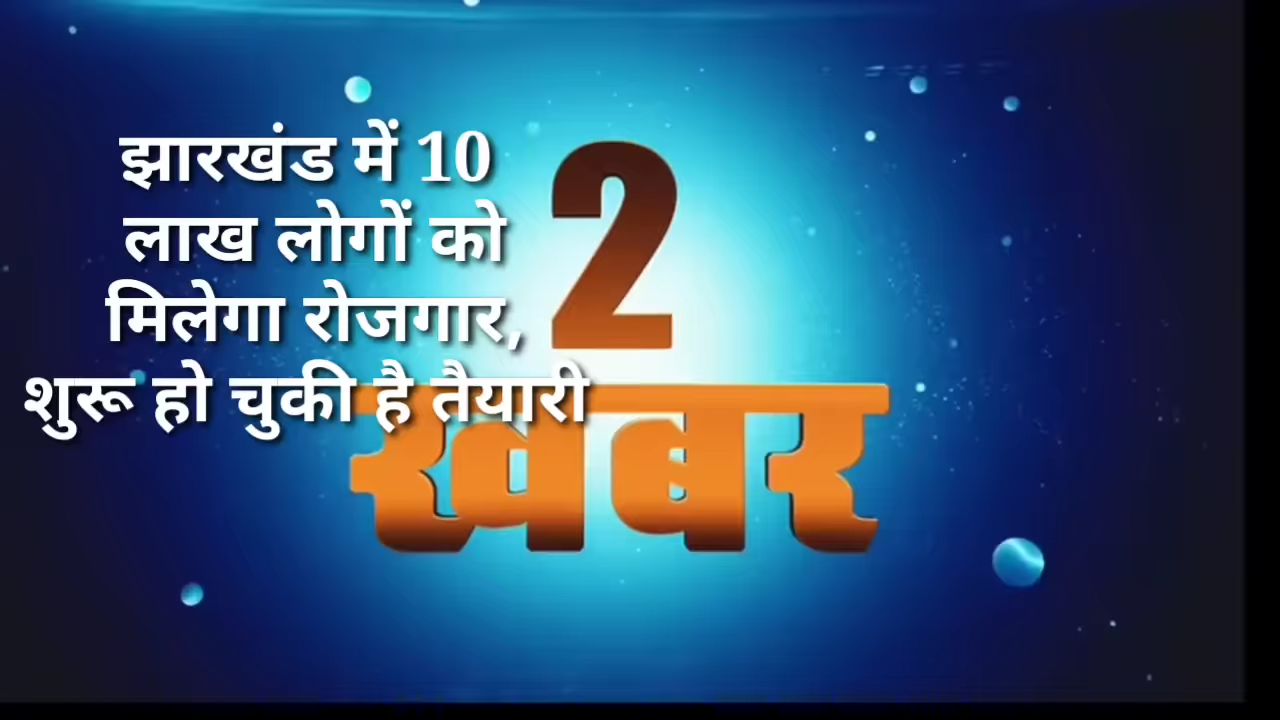 झारखंड में 10
लाख लोगों को
मिलेगा रोजगार,
शुरू हो चुकी है तैयारी
2
खबर